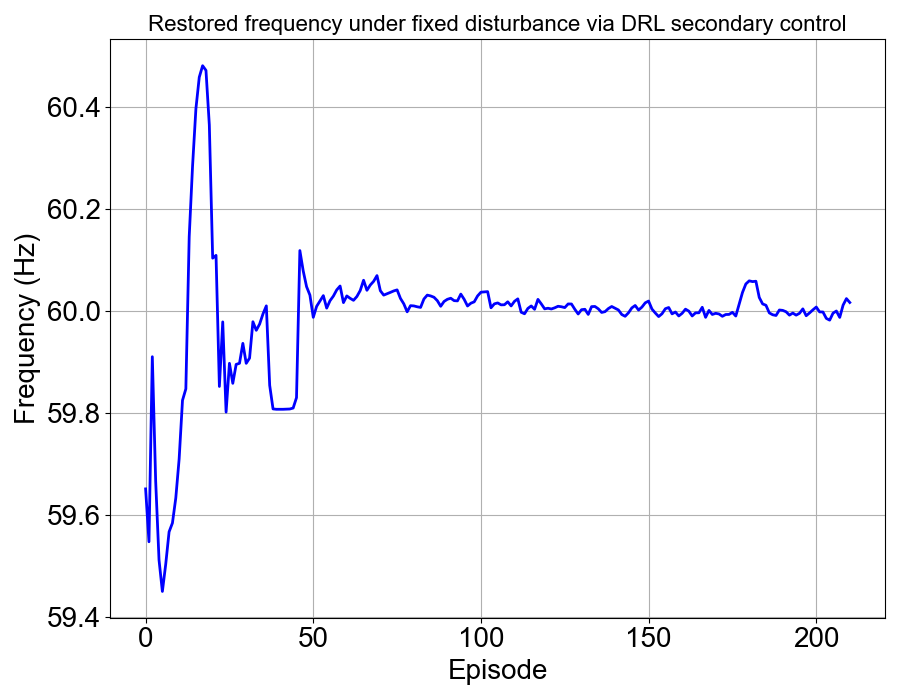 Restored frequency under fixed disturbance via DRL secondary control
60.4
60.2
60.0
59.8
59.6
59.4
Frequency (Hz)
0 50 100 150 200
Episode